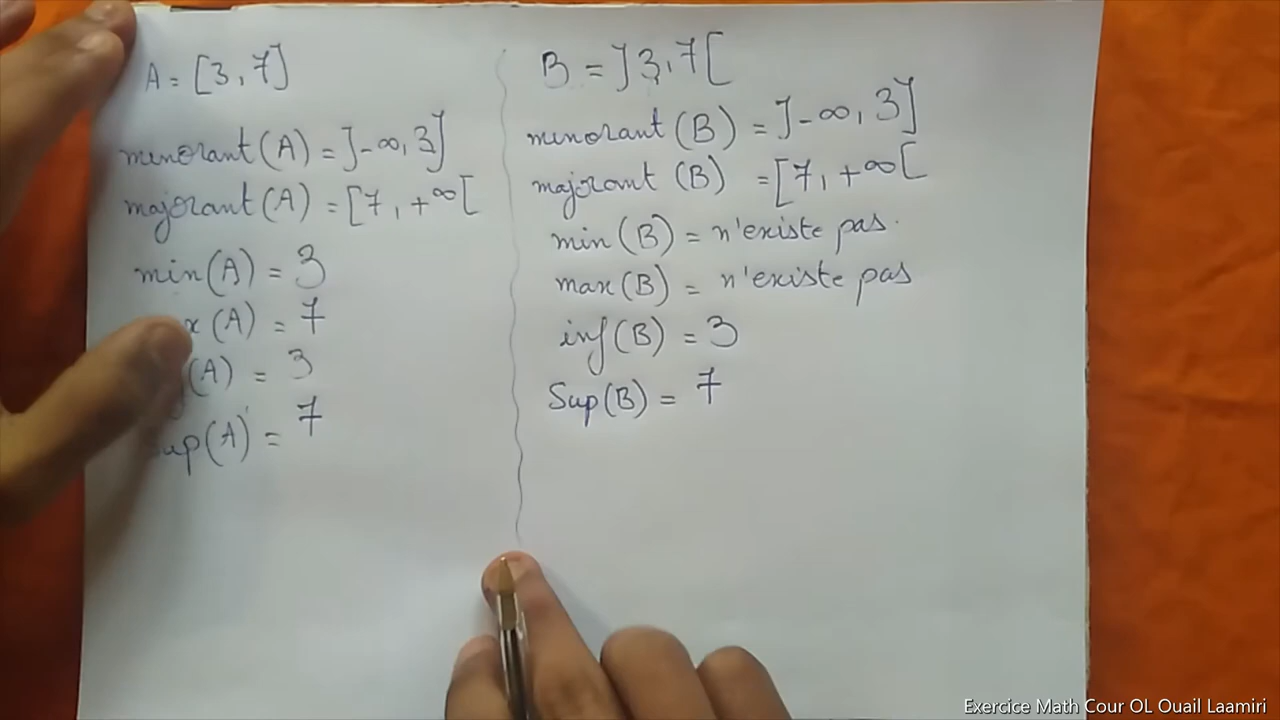 A = [3, 7]
minorant (A) = ]-∞, 3]
majorant (A) = [7, +∞[
min (A) = 3
x (A) = 7
(A) = 3
up (A) = 7
B = ]3, 7[
minorant (B) = ]-∞, 3]
majorant (B) = [7, +∞[
min (B) = n'existe pas.
max (B) = n'existe pas
inf (B) = 3
Sup (B) = 7
Exercice Math Cour OL Ouail Laamiri